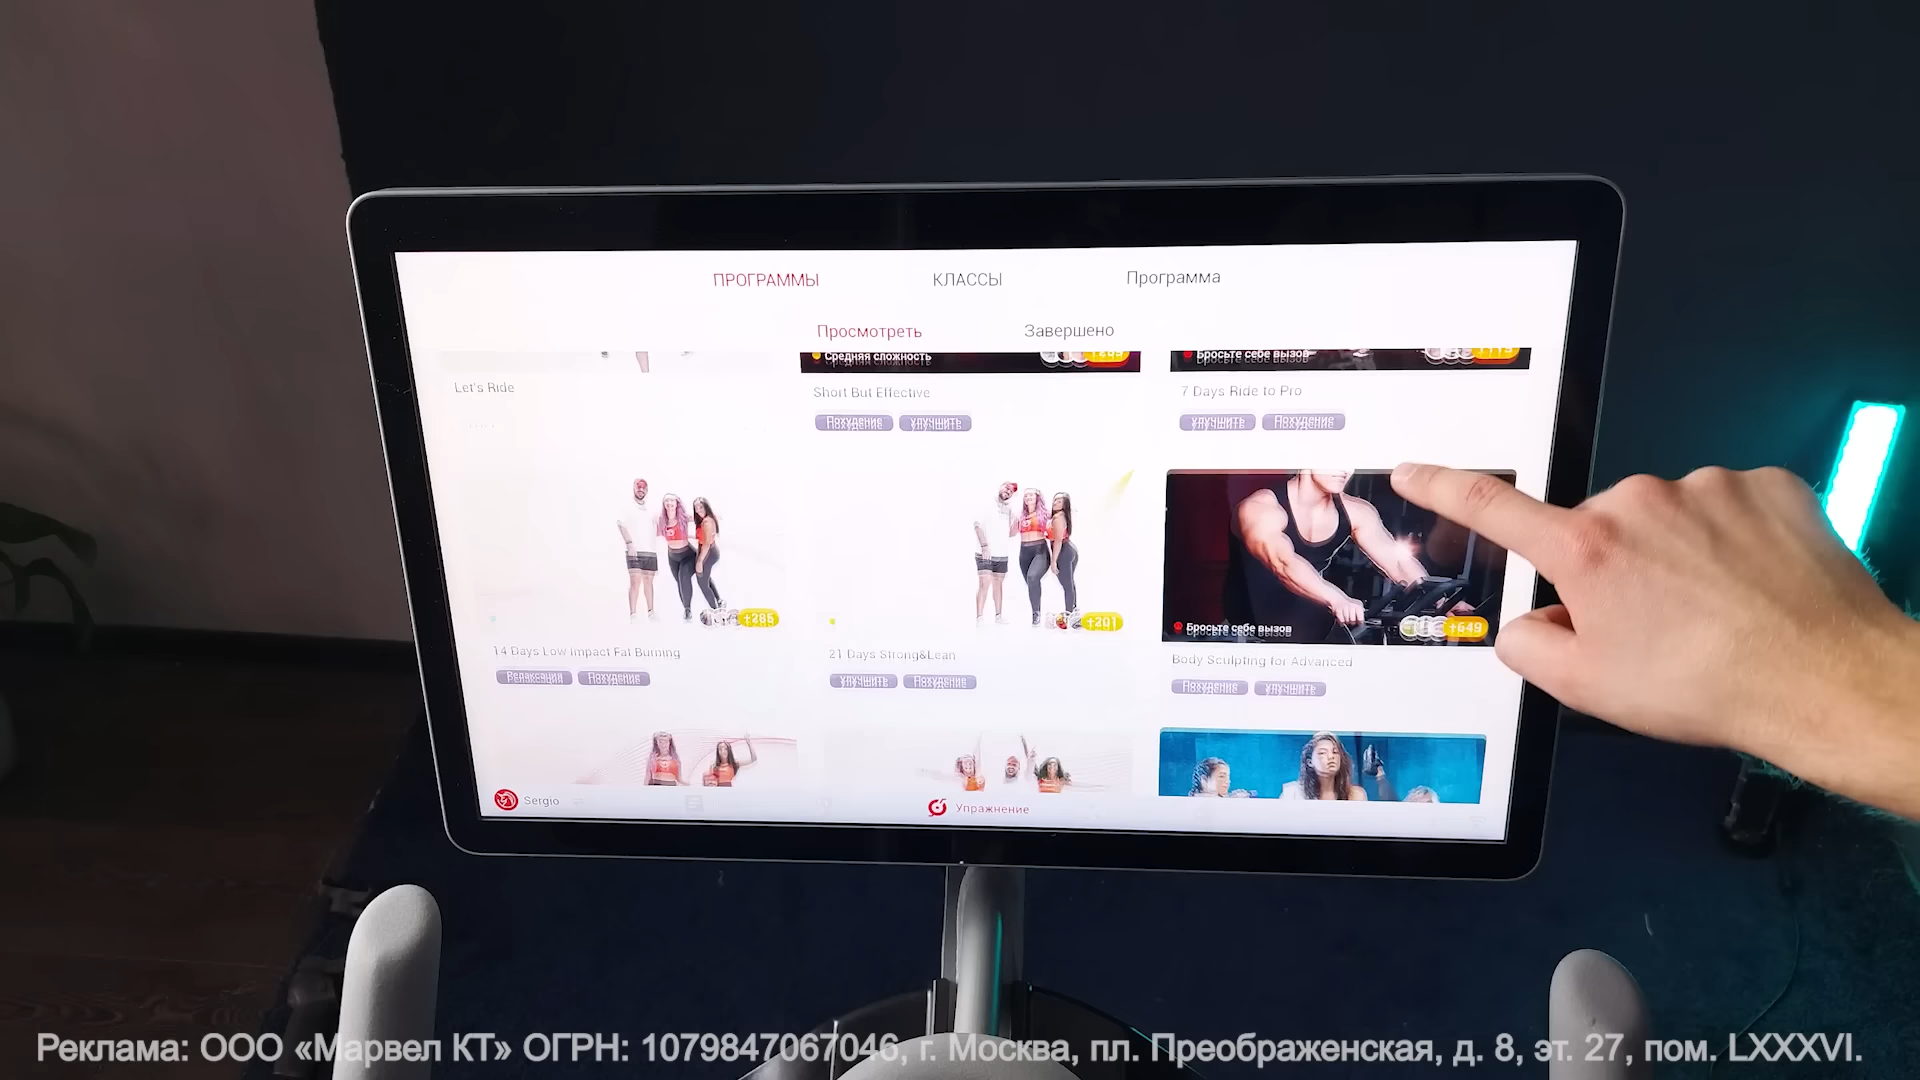 ПРОГРАММЫ КЛАССЫ Программа
Просмотреть Завершено
Средняя сложность
Бросьте себе вызов
Let's Ride
Short But Effective
7 Days Ride to Pro
Похудение улучшить
улучшить Похудение
+285
+201
Бросьте себе вызов
+649
14 Days Low Impact Fat Burning
21 Days Strong&Lean
Body Sculpting for Advanced
Релаксация Похудение
улучшить Похудение
Похудение улучшить
Sergio
Упражнение
Реклама: ООО «Марвел КТ» ОГРН: 1079847067046, г. Москва, пл. Преображенская, д. 8, эт. 27, пом. LXXXVI.